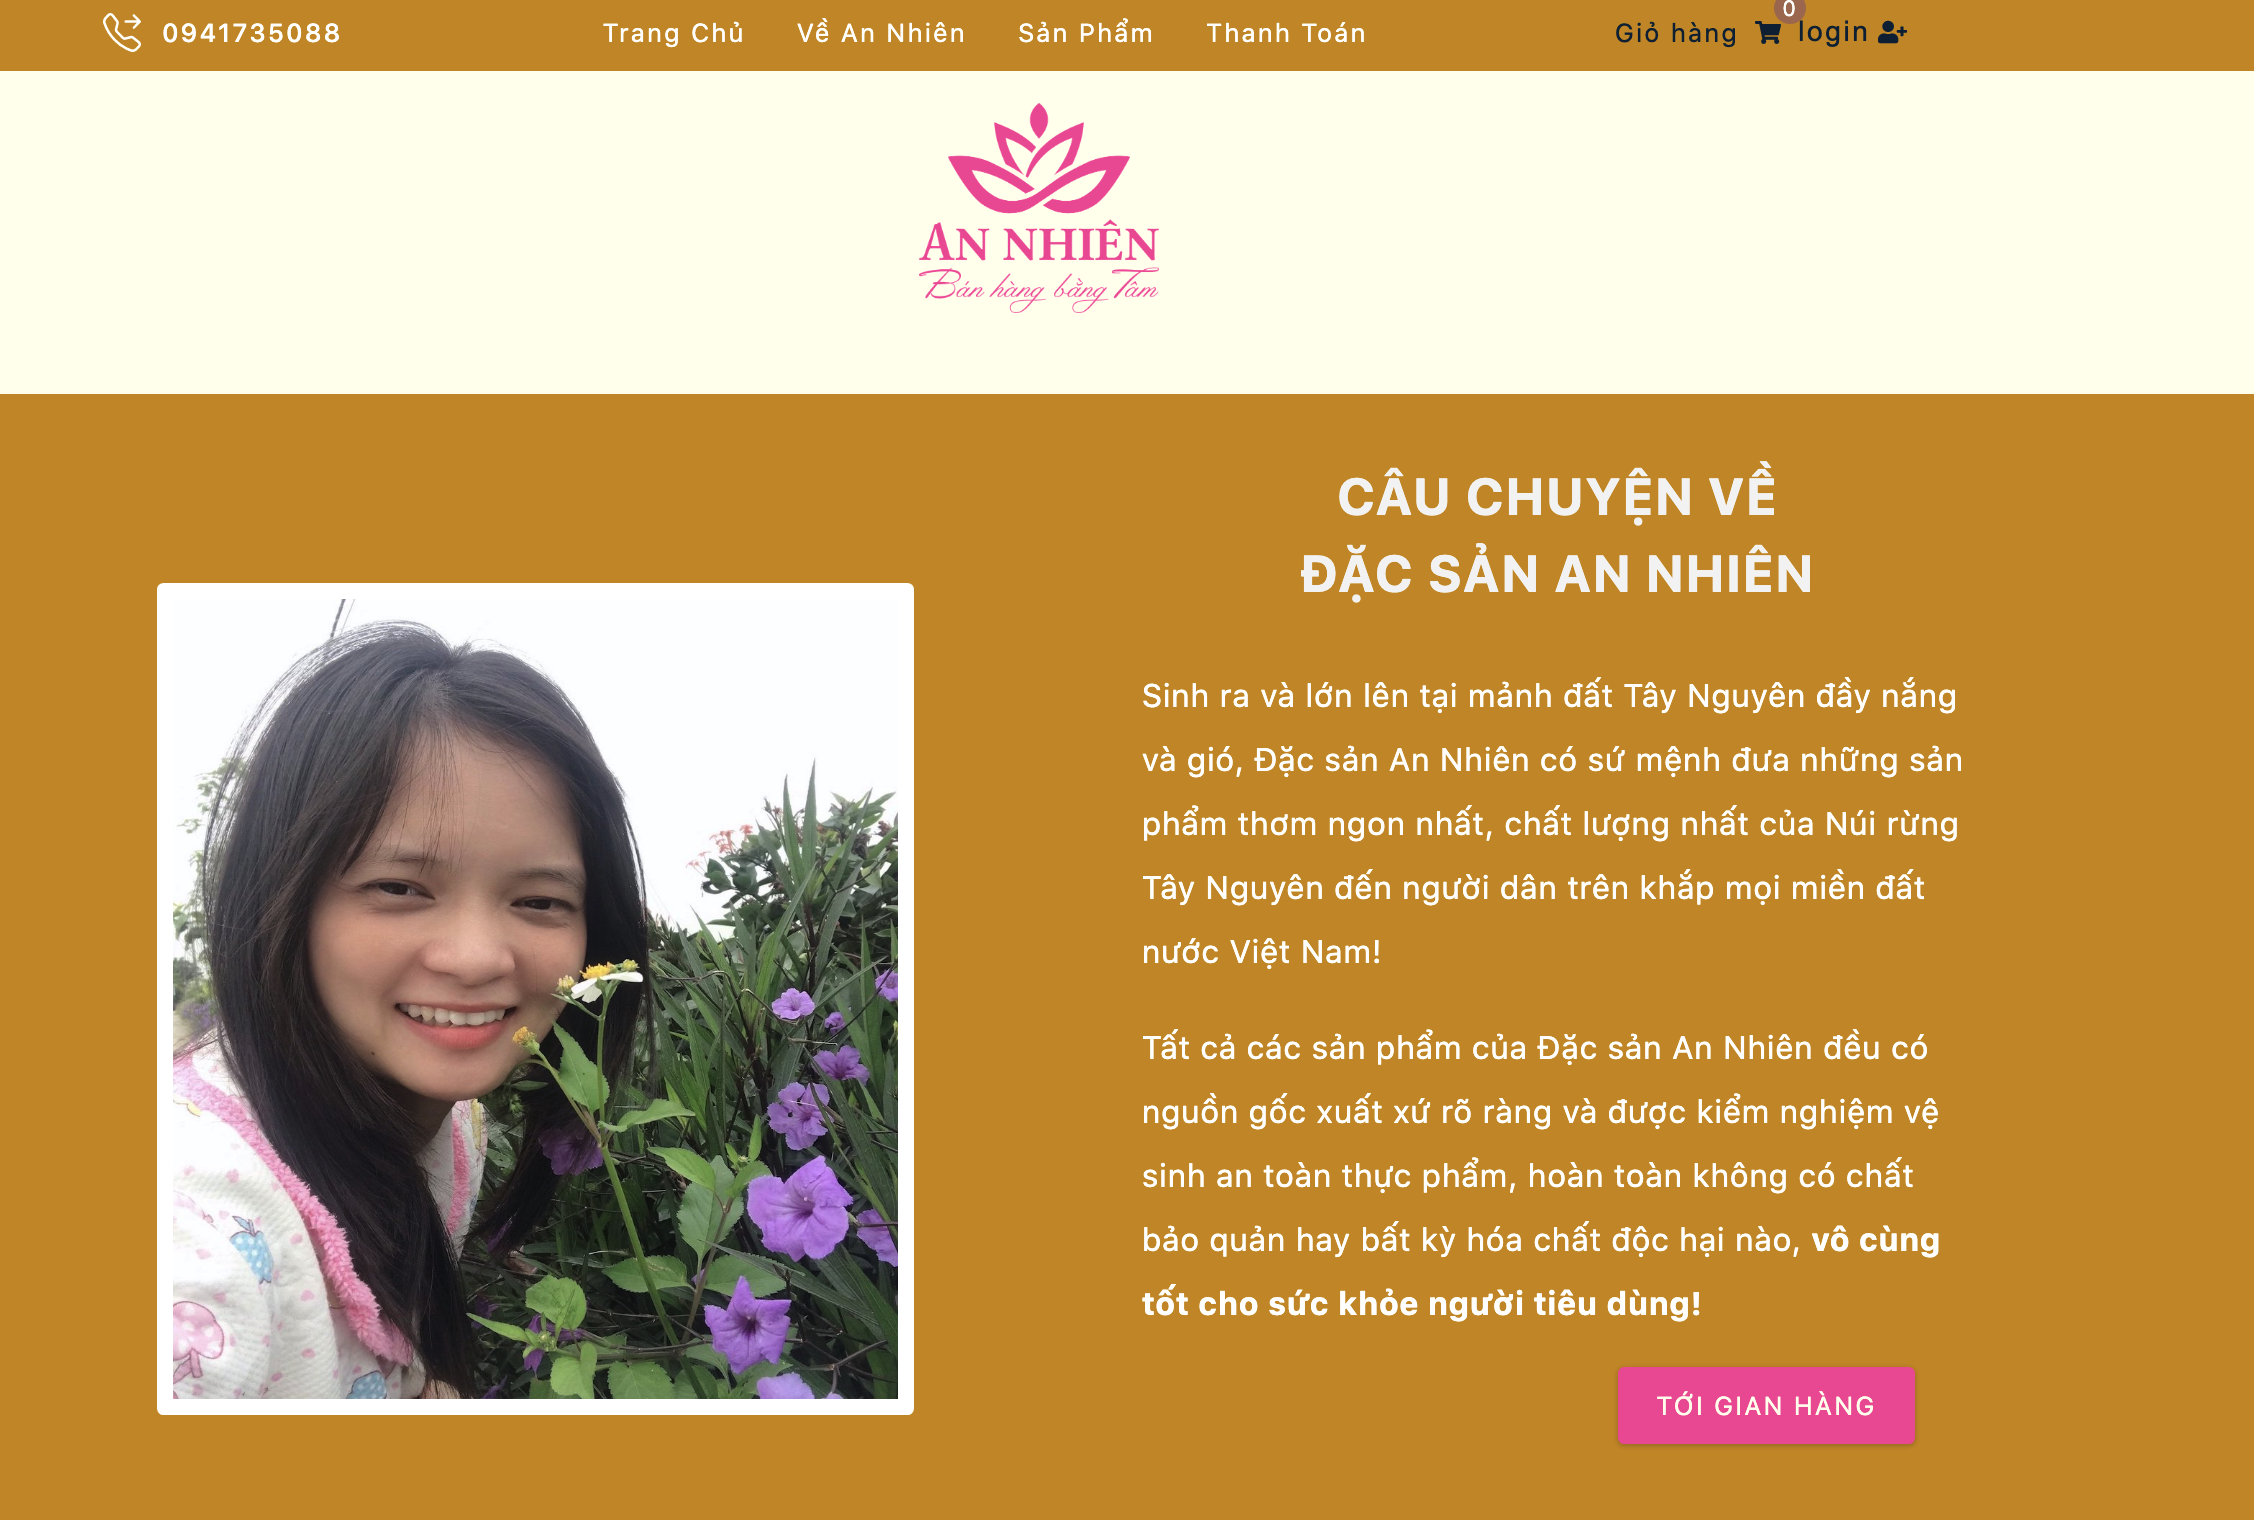 0941735088
Trang Chủ
Về An Nhiên
Sản Phẩm
Thanh Toán
Giỏ hàng
0
login
AN NHIÊN
Bán hàng bằng Tâm
CÂU CHUYỆN VỀ
ĐẶC SẢN AN NHIÊN
Sinh ra và lớn lên tại mảnh đất Tây Nguyên đầy nắng
và gió, Đặc sản An Nhiên có sứ mệnh đưa những sản
phẩm thơm ngon nhất, chất lượng nhất của Núi rừng
Tây Nguyên đến người dân trên khắp mọi miền đất
nước Việt Nam!
Tất cả các sản phẩm của Đặc sản An Nhiên đều có
nguồn gốc xuất xứ rõ ràng và được kiểm nghiệm vệ
sinh an toàn thực phẩm, hoàn toàn không có chất
bảo quản hay bất kỳ hóa chất độc hại nào, vô cùng
tốt cho sức khỏe người tiêu dùng!
TỚI GIAN HÀNG